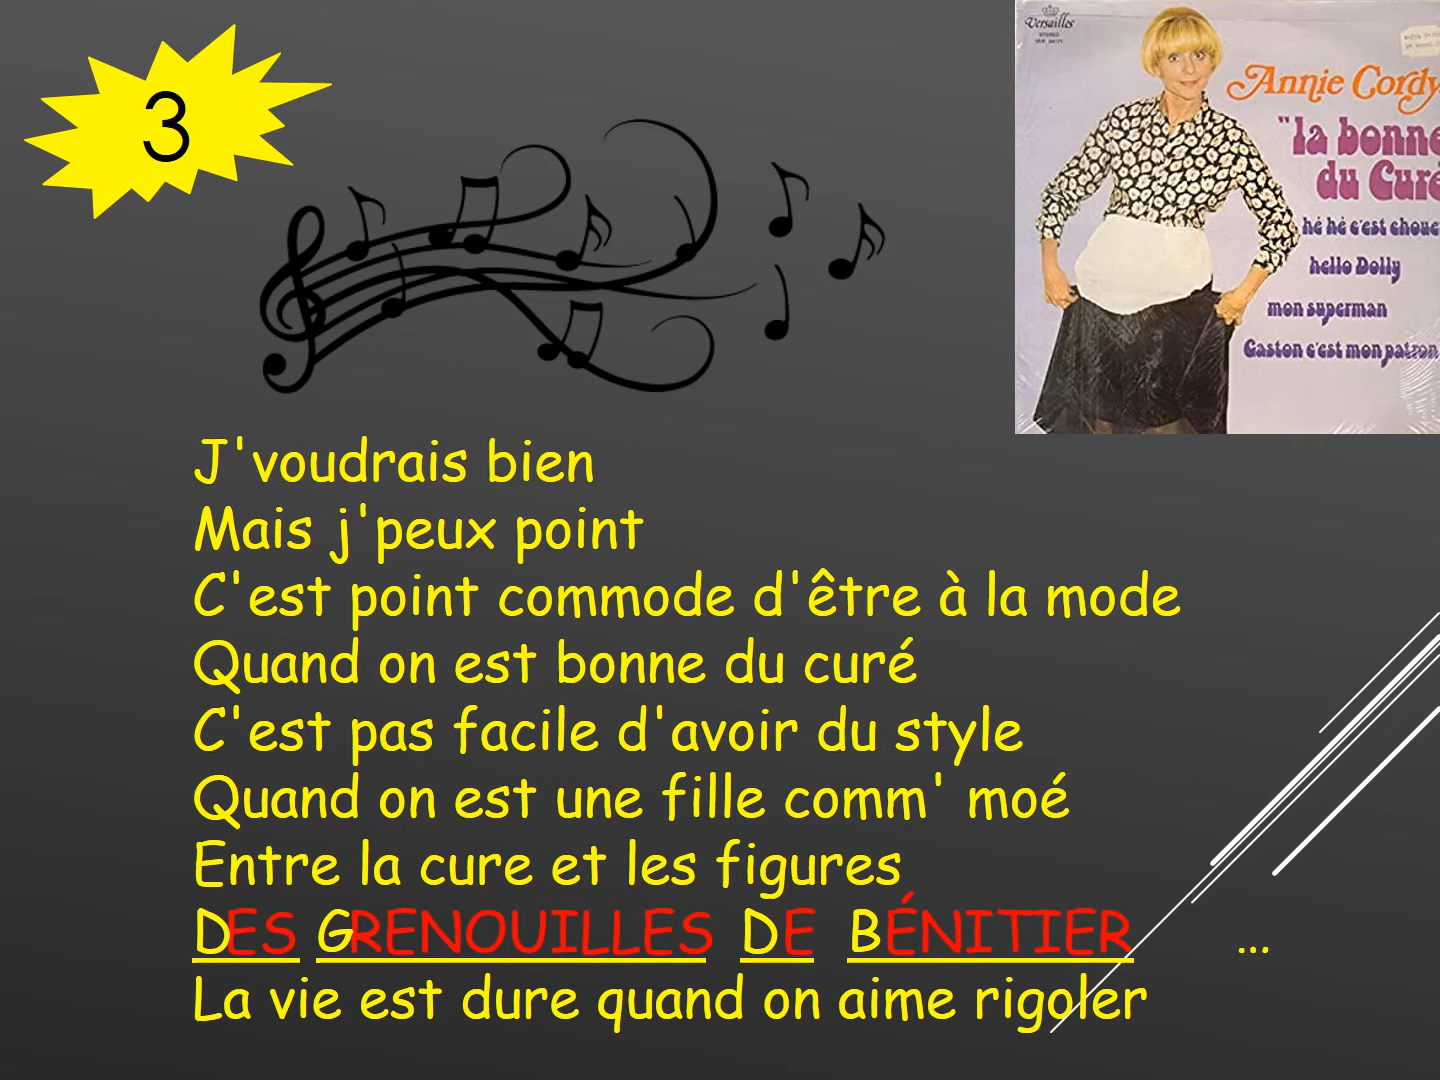 3
Versailles
STEREO
Annie Cordy
"la bonne
du Curé
hé hé c'est chouet
hello Dolly
mon superman
Gaston c'est mon patron
J'voudrais bien
Mais j'peux point
C'est point commode d'être à la mode
Quand on est bonne du curé
C'est pas facile d'avoir du style
Quand on est une fille comm' moé
Entre la cure et les figures
DES GRENOUILLES DE BÉNITIER ...
La vie est dure quand on aime rigoler